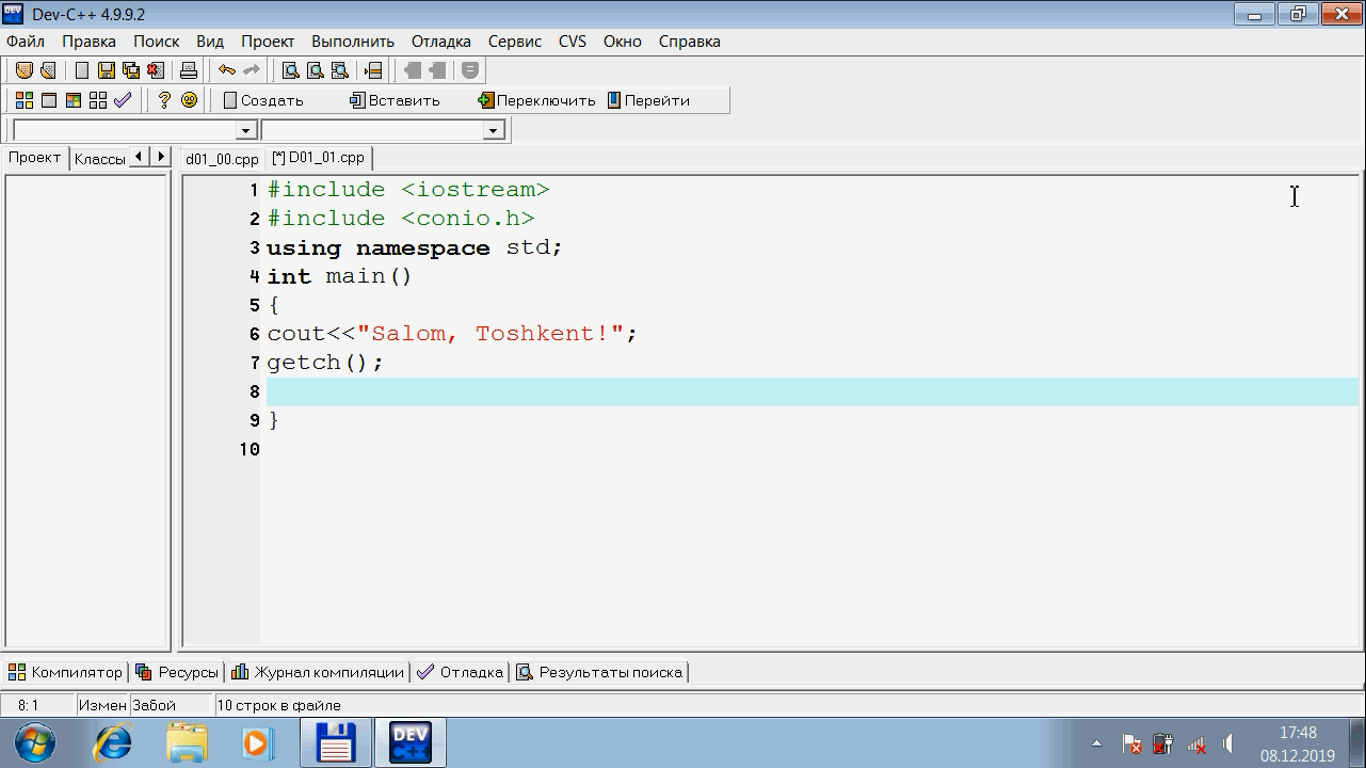 Dev-C++ 4.9.9.2
Файл Правка Поиск Вид Проект Выполнить Отладка Сервис CVS Окно Справка
Создать Вставить Переключить Перейти
Проект Классы d01_00.cpp [*] D01_01.cpp
1 #include <iostream>
2 #include <conio.h>
3 using namespace std;
4 int main()
5 {
6 cout<<"Salom, Toshkent!";
7 getch();
8
9 }
10
Компилятор Ресурсы Журнал компиляции Отладка Результаты поиска
8: 1 Измен Забой 10 строк в файле
DEV C++
17:48
08.12.2019